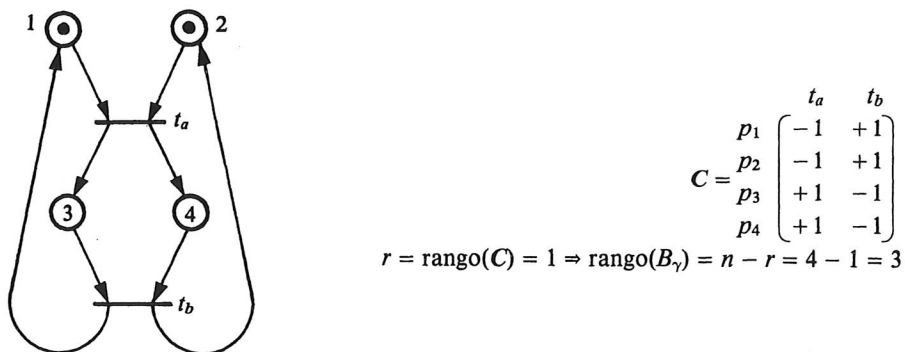 1
2
t_a
3
4
t_b
t_a t_b
p_1 -1 +1
p_2 -1 +1
C =
p_3 +1 -1
p_4 +1 -1
r = rango(C) = 1 ⇒ rango(B_γ) = n − r = 4 − 1 = 3